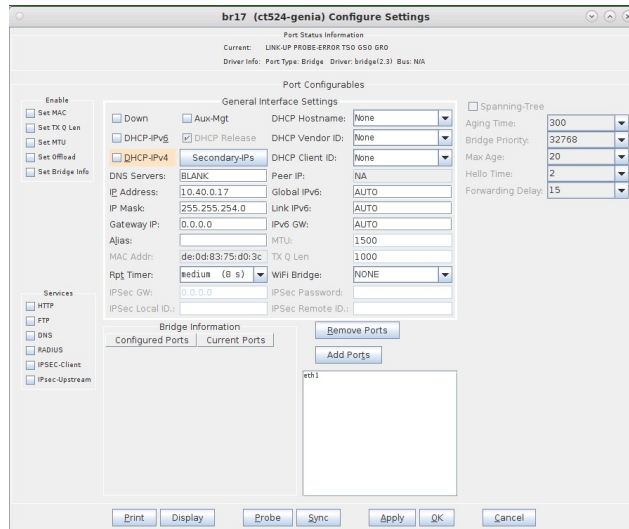 br17 (ct524-genia) Configure Settings
Port Status Information
Current: LINK-UP PROBE-ERROR TSO GSO GRO
Driver Info: Port Type: Bridge Driver: bridge(2.3) Bus: N/A
Port Configurables
Enable
Set MAC
Set TX Q Len
Set MTU
Set Offload
Set Bridge Info
Services
HTTP
FTP
DNS
RADIUS
IPSEC-Client
IPsec-Upstream
General Interface Settings
Down Aux-Mgt DHCP Hostname: None
DHCP-IPv6 DHCP Release DHCP Vendor ID: None
DHCP-IPv4 Secondary-IPs DHCP Client ID: None
DNS Servers: BLANK Peer IP: NA
IP Address: 10.40.0.17 Global IPv6: AUTO
IP Mask: 255.255.254.0 Link IPv6: AUTO
Gateway IP: 0.0.0.0 IPv6 GW: AUTO
Alias: MTU: 1500
MAC Addr: de:0d:83:75:d0:3c TX Q Len 1000
Rpt Timer: medium (8 s) WiFi Bridge: NONE
IPSec GW: 0.0.0.0 IPSec Password:
IPSec Local ID.: IPSec Remote ID.:
Spanning-Tree
Aging Time: 300
Bridge Priority: 32768
Max Age: 20
Hello Time: 2
Forwarding Delay: 15
Bridge Information
Configured Ports Current Ports
Remove Ports
Add Ports
eth1
Print Display Probe Sync Apply OK Cancel